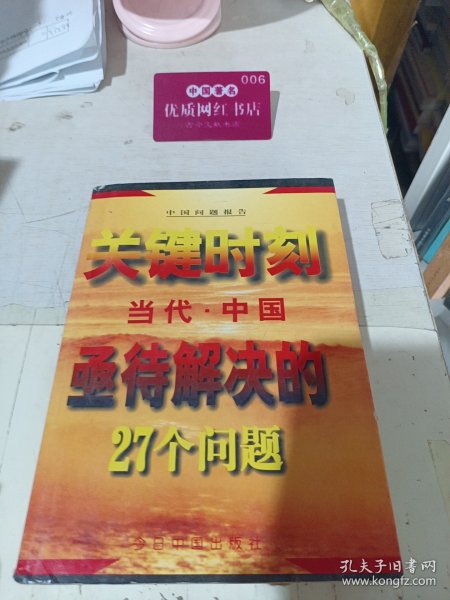 006
中国著名
优质网红书店
中国问题报告
关键时刻
当代·中国
亟待解决的
27个问题
今日中国出版社
孔夫子旧书网
www.kongfz.com